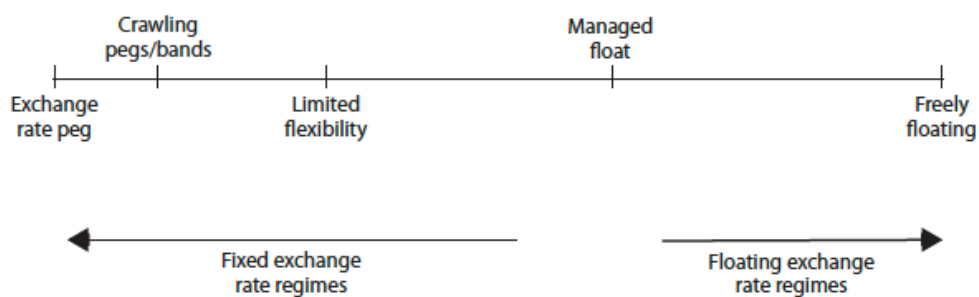 Crawling
pegs/bands
Managed
float
Exchange
rate peg
Limited
flexibility
Freely
floating
Fixed exchange
rate regimes
Floating exchange
rate regimes